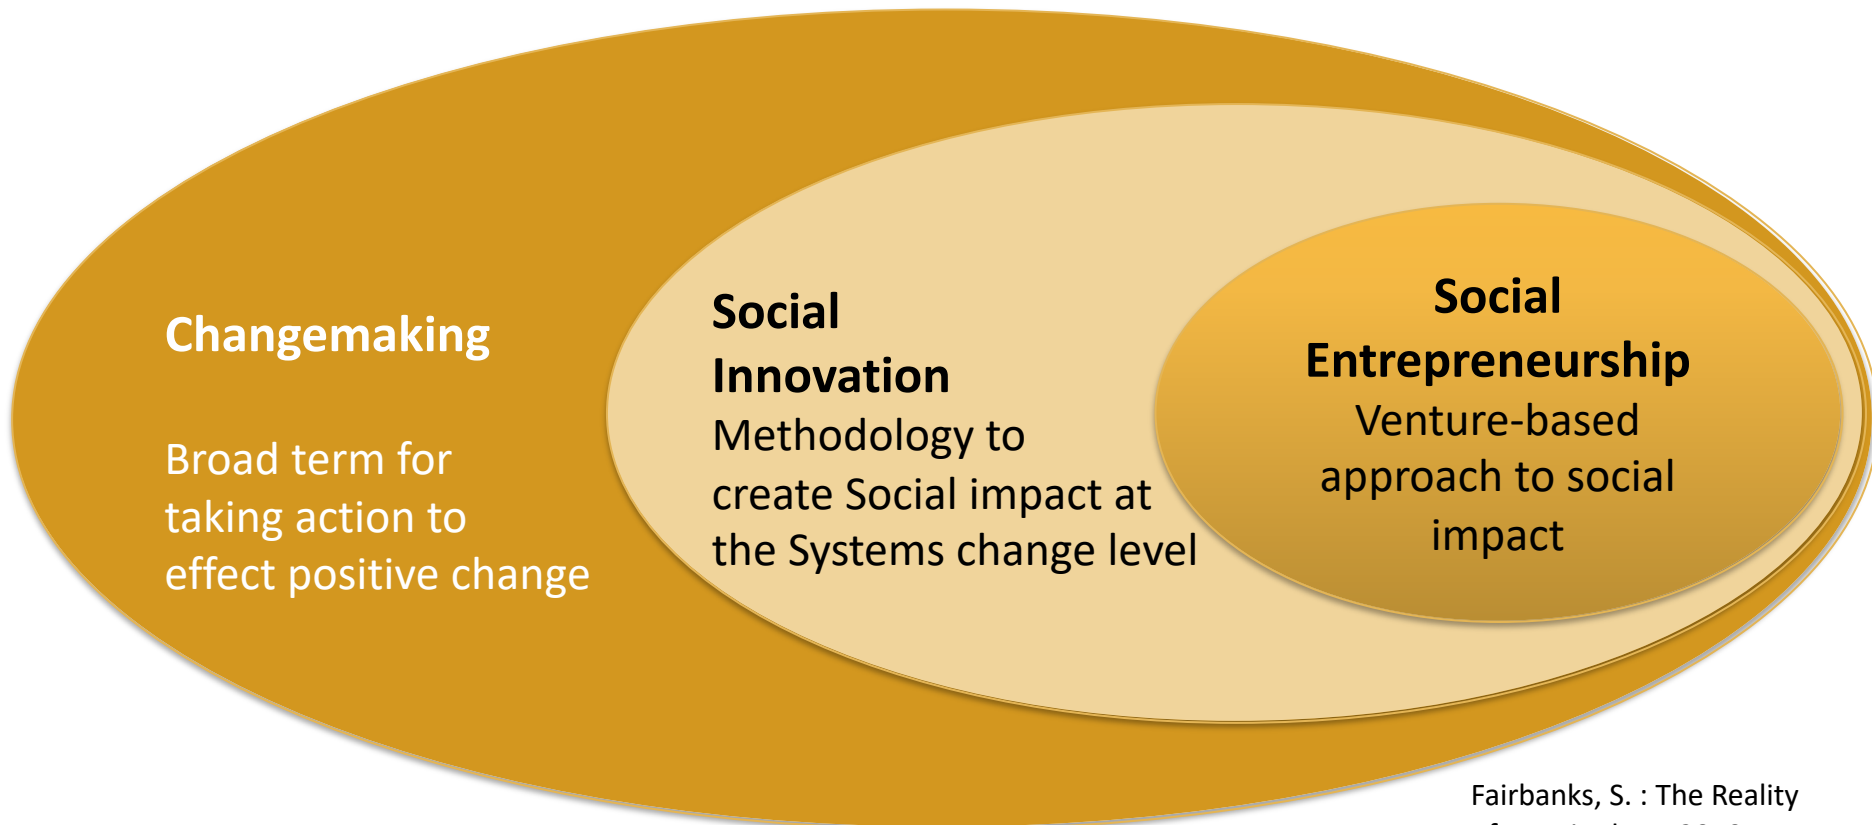 Changemaking
Broad term for
taking action to
effect positive change
Social
Innovation
Methodology to
create Social impact at
the Systems change level
Social
Entrepreneurship
Venture-based
approach to social
impact
Fairbanks, S. : The Reality